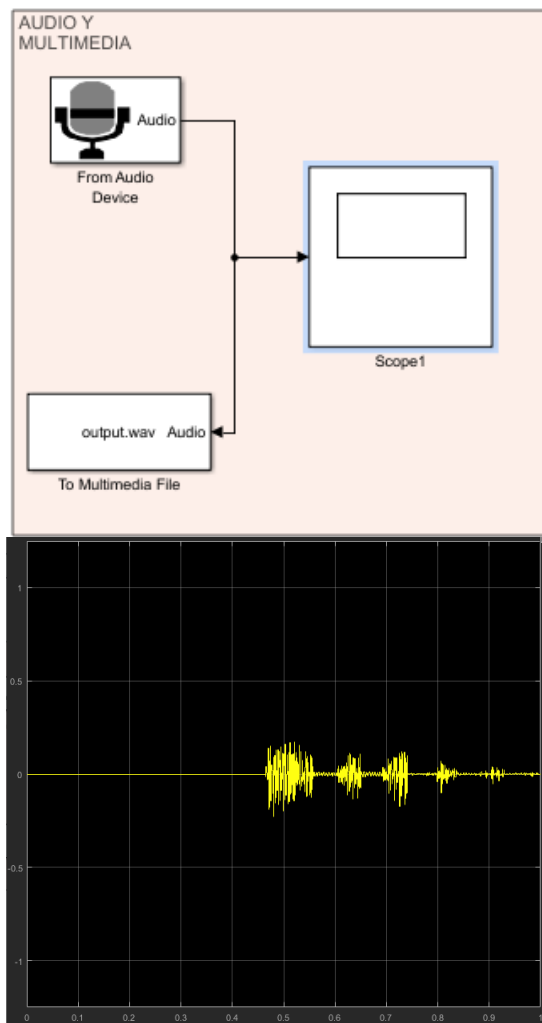 AUDIO Y
MULTIMEDIA
Audio
From Audio
Device
Scope1
output.wav Audio
To Multimedia File
1
0.5
0
-0.5
-1
0 0.1 0.2 0.3 0.4 0.5 0.6 0.7 0.8 0.9 1